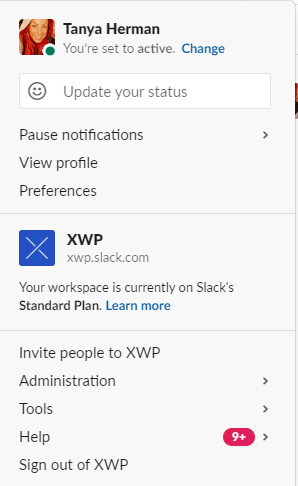 Tanya Herman
You're set to active. Change
Update your status
Pause notifications
View profile
Preferences
XWP
xwp.slack.com
Your workspace is currently on Slack's
Standard Plan. Learn more
Invite people to XWP
Administration
Tools
Help 9+
Sign out of XWP